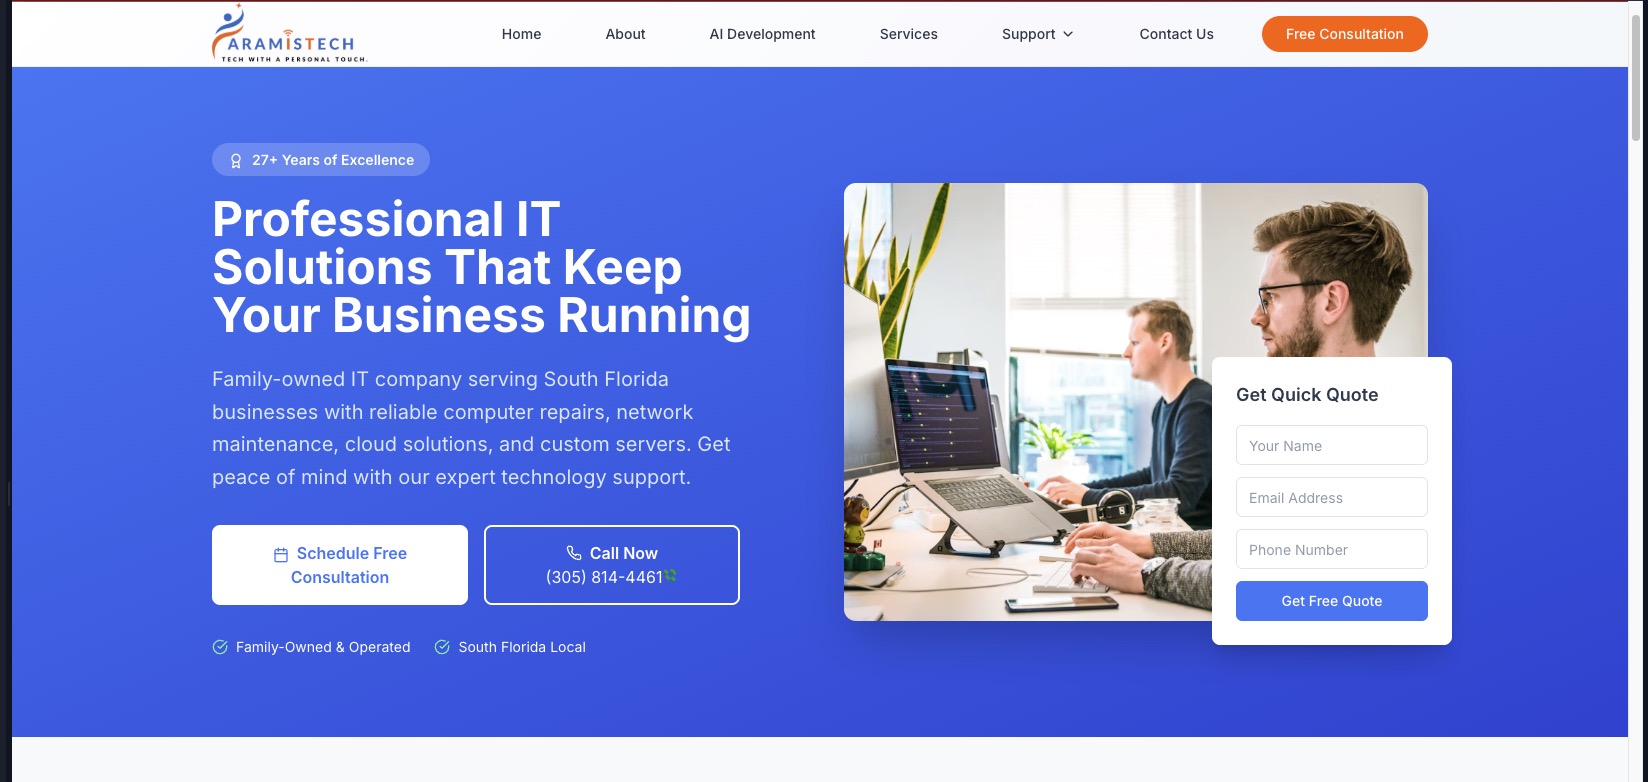 ARAMISTECH
TECH WITH A PERSONAL TOUCH.
Home
About
AI Development
Services
Support
Contact Us
Free Consultation
27+ Years of Excellence
Professional IT
Solutions That Keep
Your Business Running
Family-owned IT company serving South Florida
businesses with reliable computer repairs, network
maintenance, cloud solutions, and custom servers. Get
peace of mind with our expert technology support.
Schedule Free
Consultation
Call Now
(305) 814-4461
Family-Owned & Operated
South Florida Local
Get Quick Quote
Your Name
Email Address
Phone Number
Get Free Quote